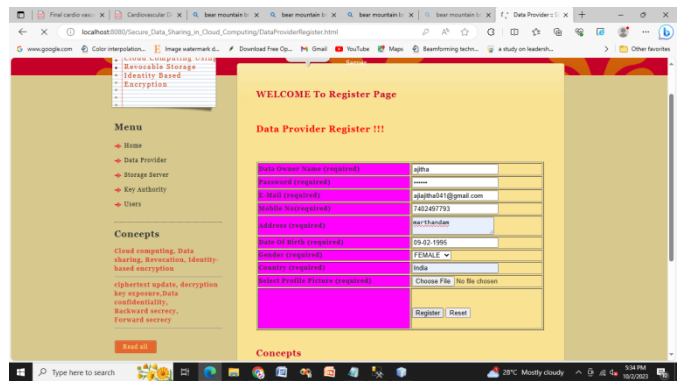 Final cardio vasc
Cardiovascular D
bear mountain b
bear mountain b
bear mountain b
bear mountain b
Data Provider :: S
localhost:8080/Secure_Data_Sharing_in_Cloud_Computing/DataProviderRegister.html
www.google.com
Color interpolation...
Image watermark d...
Free Download Free Op...
Gmail
YouTube
Maps
Beamforming techn...
a study on leadersh...
Other favorites
Cloud Computing Using
Revocable Storage
Identity Based
Encryption
WELCOME To Register Page
Data Provider Register !!!
Menu
Home
Data Provider
Storage Server
Key Authority
Users
Data Owner Name (required)
ajitha
Password (required)
••••••
E-Mail (required)
ajiajitha041@gmail.com
Mobile No(required)
7402497793
Address (required)
marthandam
Date Of Birth (required)
09-02-1995
Gender (required)
FEMALE
Country (required)
India
Select Profile Picture (required)
Choose File No file chosen
Register Reset
Concepts
Cloud computing, Data
sharing, Revocation, Identity-
based encryption
ciphertext update, decryption
key exposure,Data
confidentiality,
Backward secrecy,
Forward secrecy
Read all
Concepts
Type here to search
28°C Mostly cloudy
5:34 PM
10/2/2023